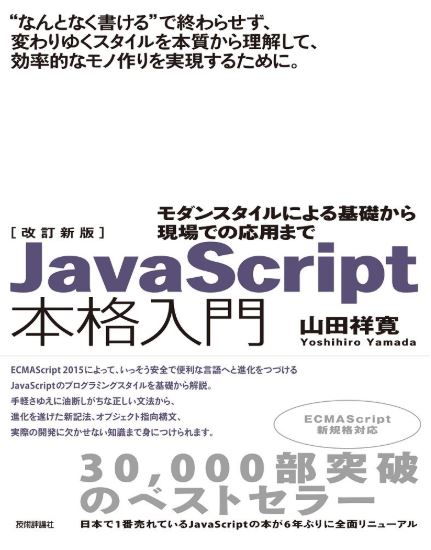 “なんとなく書ける”で終わらせず、
変わりゆくスタイルを本質から理解して、
効率的なモノ作りを実現するために。
モダンスタイルによる基礎から
現場での応用まで
[改訂新版]
JavaScript
本格入門
山田祥寛
Yoshihiro Yamada
ECMAScript 2015によって、いっそう安全で便利な言語へと進化をつづける
JavaScriptのプログラミングスタイルを基礎から解説。
手軽さゆえに油断しがちな正しい文法から、
進化を遂げた新記法、オブジェクト指向構文、
実際の開発に欠かせない知識まで身につけられます。
ECMAScript
新規格対応
30,000部突破
のベストセラー
技術評論社
日本で1番売れているJavaScriptの本が6年ぶりに全面リニューアル